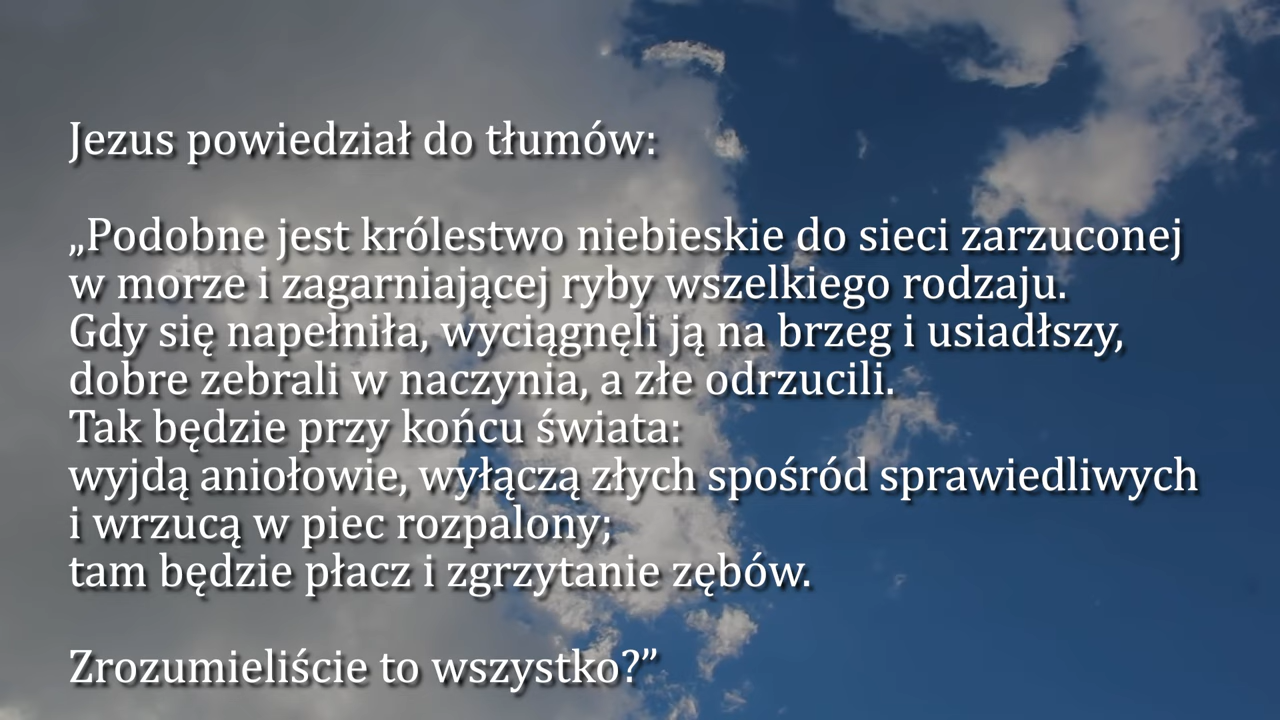 Jezus powiedział do tłumów:
„Podobne jest królestwo niebieskie do sieci zarzuconej
w morze i zagarniającej ryby wszelkiego rodzaju.
Gdy się napełniła, wyciągnęli ją na brzeg i usiadłszy,
dobre zebrali w naczynia, a złe odrzucili.
Tak będzie przy końcu świata:
wyjdą aniołowie, wyłączą złych spośród sprawiedliwych
i wrzucą w piec rozpalony;
tam będzie płacz i zgrzytanie zębów.
Zrozumieliście to wszystko?”